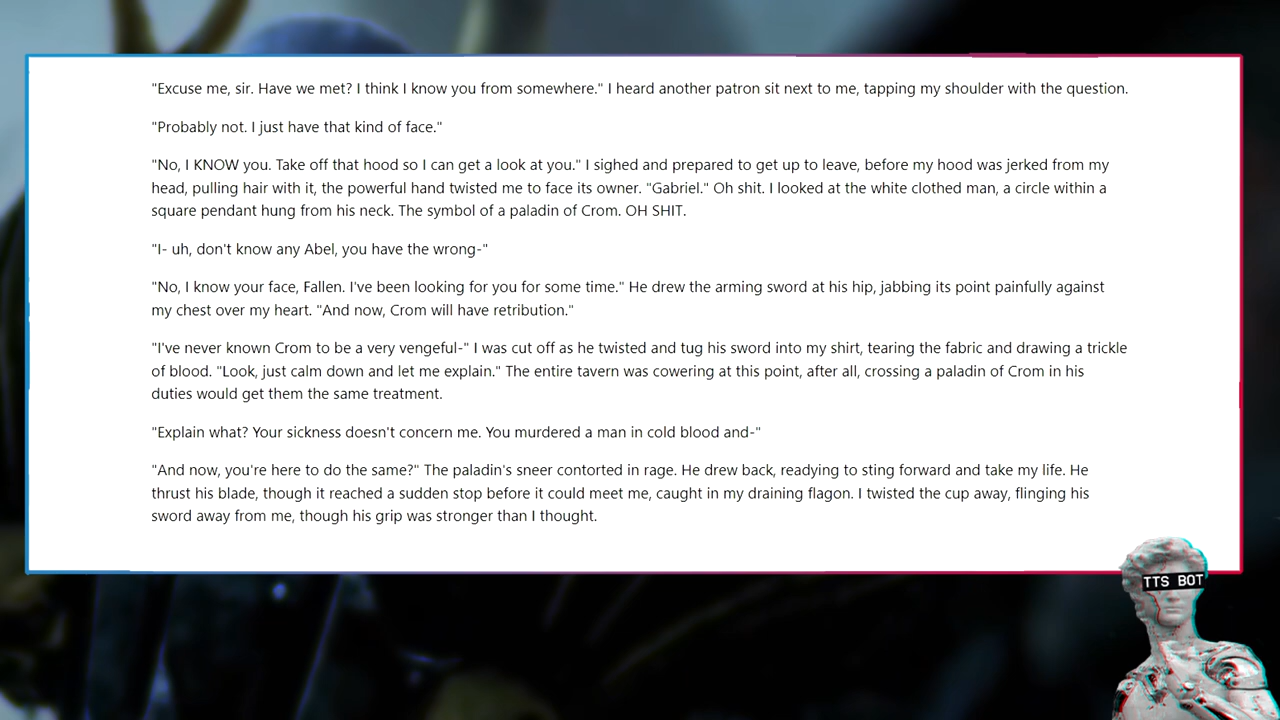 "Excuse me, sir. Have we met? I think I know you from somewhere." I heard another patron sit next to me, tapping my shoulder with the question.
"Probably not. I just have that kind of face."
"No, I KNOW you. Take off that hood so I can get a look at you." I sighed and prepared to get up to leave, before my hood was jerked from my
head, pulling hair with it, the powerful hand twisted me to face its owner. "Gabriel." Oh shit. I looked at the white clothed man, a circle within a
square pendant hung from his neck. The symbol of a paladin of Crom. OH SHIT.
"I- uh, don't know any Abel, you have the wrong-"
"No, I know your face, Fallen. I've been looking for you for some time." He drew the arming sword at his hip, jabbing its point painfully against
my chest over my heart. "And now, Crom will have retribution."
"I've never known Crom to be a very vengeful-" I was cut off as he twisted and tug his sword into my shirt, tearing the fabric and drawing a trickle
of blood. "Look, just calm down and let me explain." The entire tavern was cowering at this point, after all, crossing a paladin of Crom in his
duties would get them the same treatment.
"Explain what? Your sickness doesn't concern me. You murdered a man in cold blood and-"
"And now, you're here to do the same?" The paladin's sneer contorted in rage. He drew back, readying to sting forward and take my life. He
thrust his blade, though it reached a sudden stop before it could meet me, caught in my draining flagon. I twisted the cup away, flinging his
sword away from me, though his grip was stronger than I thought.
TTS BOT